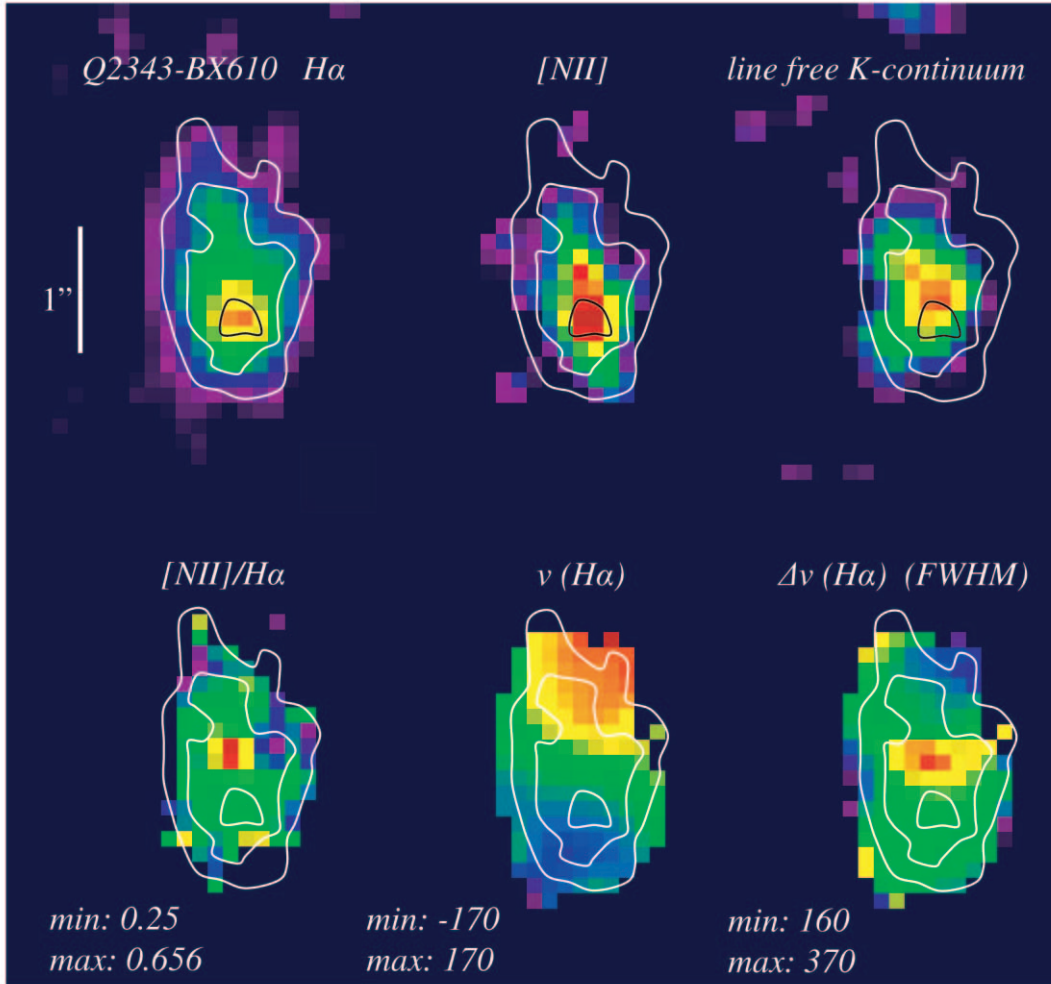 Q2343-BX610 Hα [NII] line free K-continuum
1”
[NII]/Hα v (Hα) Δv (Hα) (FWHM)
min: 0.25 min: -170 min: 160
max: 0.656 max: 170 max: 370